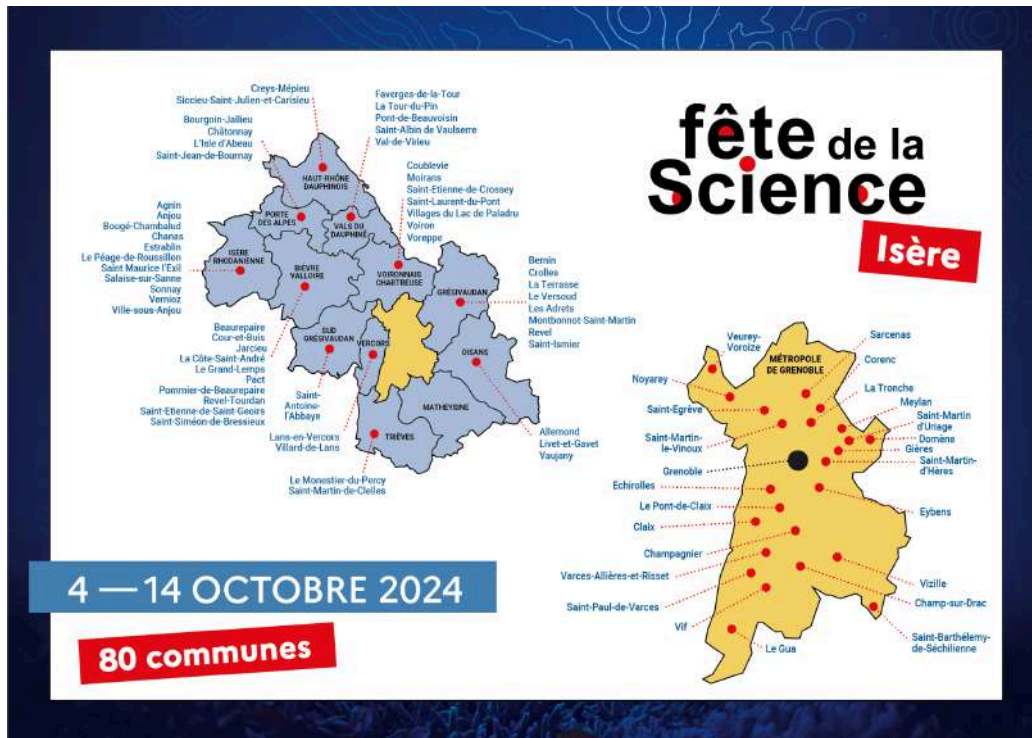 Creys-Mépieu
Siccieu-Saint-Julien-et-Carisieu
Bourgoin-Jallieu
Châtonnay
L'Isle d'Abeau
Saint-Jean-de-Bournay
Faverges-de-la-Tour
La Tour-du-Pin
Pont-de-Beauvoisin
Saint-Albin de Vaulserre
Val-de-Virieu
Coublevie
Moirans
Saint-Etienne-de-Crossey
Saint-Laurent-du-Pont
Villages du Lac de Paladru
Voiron
Voreppe
Agnin
Anjou
Bougé-Chambalud
Chanas
Estrablin
Le Péage-de-Roussillon
Saint Maurice l'Exil
Salaise-sur-Sanne
Sonnay
Vernioz
Ville-sous-Anjou
HAUT-RHÔNE
DAUPHINOIS
PORTE
DES ALPES
VALS DU
DAUPHINÉ
ISÈRE
RHODANIENNE
BIÈVRE
VALLOIRE
VOIRONNAIS
CHARTREUSE
GRÉSIVAUDAN
SUD
GRÉSIVAUDAN
VERCORS
OISANS
MATHEYSINE
TRIÈVES
Bernin
Crolles
La Terrasse
Le Versoud
Les Adrets
Montbonnot-Saint-Martin
Revel
Saint-Ismier
Beaurepaire
Cour-et-Buis
Jarcieu
La Côte-Saint-André
Le Grand-Lemps
Pact
Pommier-de-Beaurepaire
Revel-Tourdan
Saint-Etienne-de-Saint-Geoirs
Saint-Siméon-de-Bressieux
Saint-
Antoine-
l'Abbaye
Lans-en-Vercors
Villard-de-Lans
Le Monestier-du-Percy
Saint-Martin-de-Clelles
Allemond
Livet-et-Gavet
Vaujany
fête de la
Science
Isère
MÉTROPOLE
DE GRENOBLE
Veurey-
Voroize
Noyarey
Saint-Egrève
Saint-Martin-
le-Vinoux
Grenoble
Echirolles
Le Pont-de-Claix
Claix
Champagnier
Varces-Allières-et-Risset
Saint-Paul-de-Varces
Vif
Le Gua
Sarcenas
Corenc
La Tronche
Meylan
Saint-Martin
d'Uriage
Domène
Gières
Saint-Martin-
d'Hères
Eybens
Vizille
Champ-sur-Drac
Saint-Barthélemy-
de-Séchilienne
4 — 14 OCTOBRE 2024
80 communes